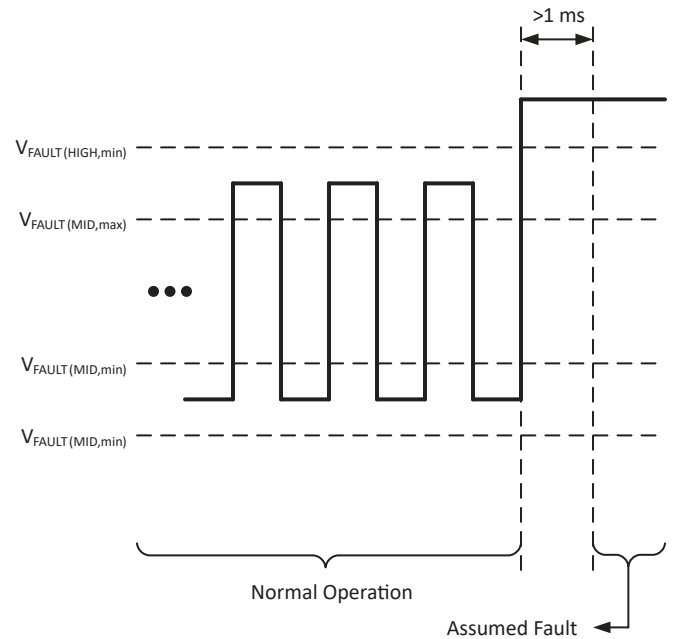 >1 ms
VFAULT(HIGH,min)
VFAULT(MID,max)
VFAULT(MID,min)
VFAULT(MID,min)
Normal Operation
Assumed Fault